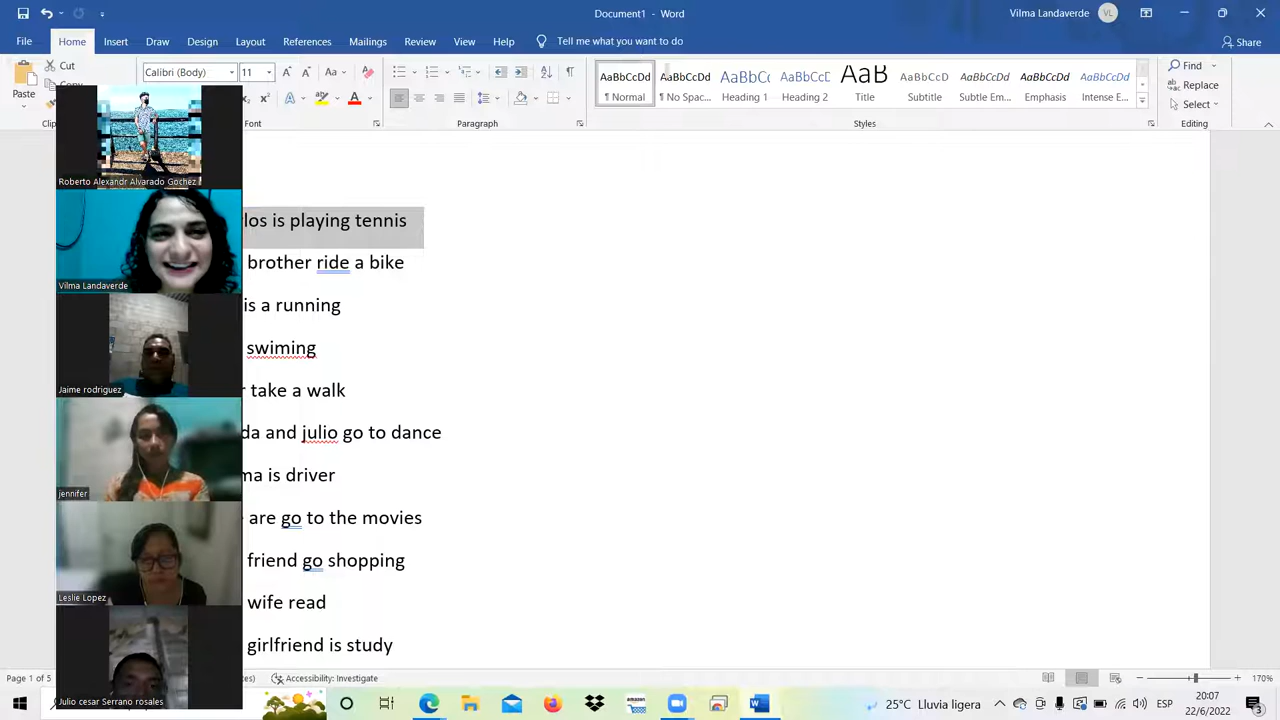 Document1 - Word
Vilma Landaverde
VL
Home
Insert
Draw
Design
Layout
References
Mailings
Review
View
Help
Tell me what you want to do
Share
Paste
Cut
Calibri (Body)
11
Aa
A
Font
Paragraph
AaBbCcDd
¶ Normal
AaBbCcDd
¶ No Spac...
AaBbC(
Heading 1
AaBbCcE
Heading 2
AaB
Title
AaBbCcD
Subtitle
AaBbCcDd
Subtle Em...
AaBbCcDd
Emphasis
AaBbCcDd
Intense...
Styles
Find
Replace
Select
Editing
Roberto Alexandr Alvarado Gochez
Vilma Landaverde
Jaime rodriguez
jennifer
Leslie Lopez
Julio cesar Serrano rosales
los is playing tennis
brother ride a bike
is a running
swiming
take a walk
da and julio go to dance
ma is driver
are go to the movies
friend go shopping
wife read
girlfriend is study
Page 1 of 5
Accessibility: Investigate
170%
amazon
25°C Lluvia ligera
ESP
20:07
22/6/2022
3